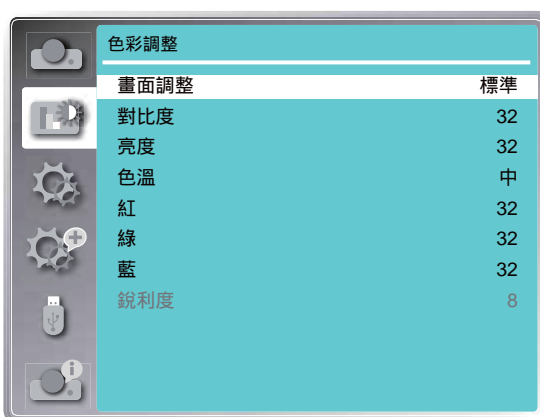 色彩調整
畫面調整 標準
對比度 32
亮度 32
色溫 中
紅 32
綠 32
藍 32
銳利度 8